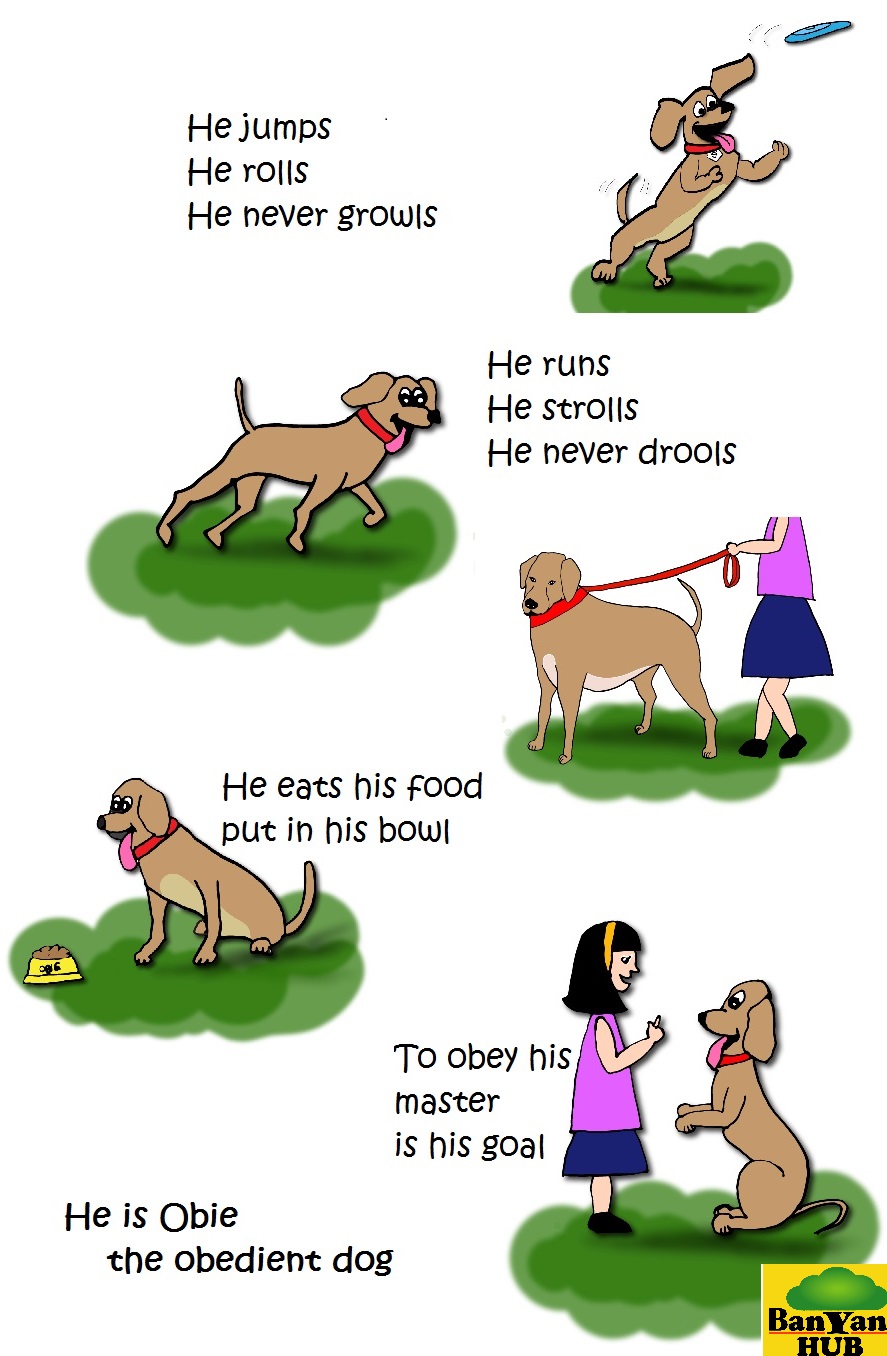 He jumps
He rolls
He never growls
He runs
He strolls
He never drools
He eats his food
put in his bowl
OBIE
To obey his
master
is his goal
He is Obie
the obedient dog
BanYan
HUB